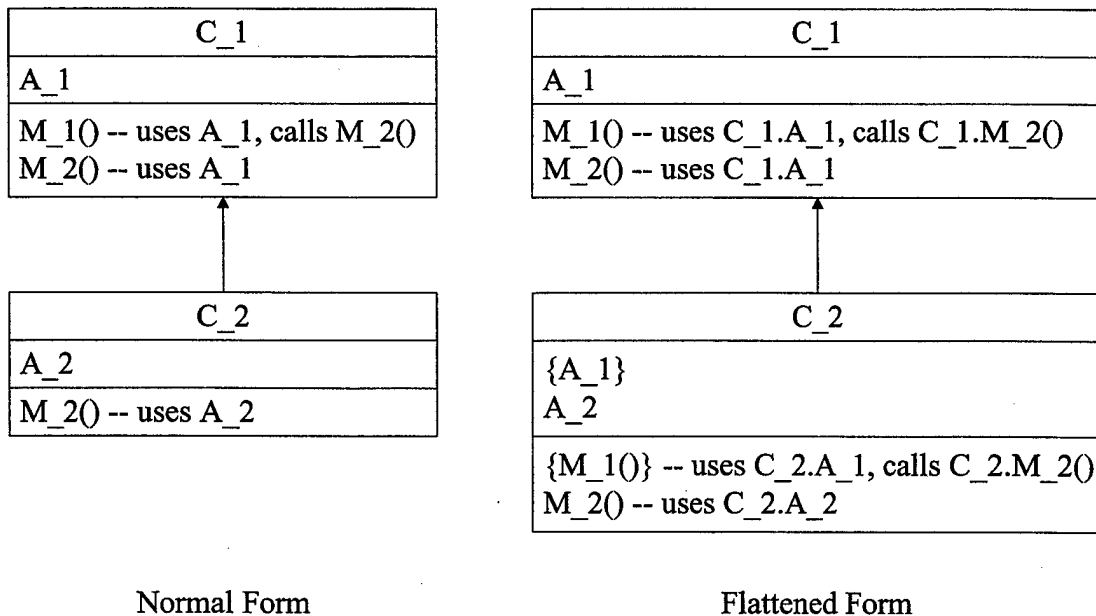 C_1
A_1
M_1() -- uses A_1, calls M_2()
M_2() -- uses A_1
C_2
A_2
M_2() -- uses A_2
Normal Form
C_1
A_1
M_1() -- uses C_1.A_1, calls C_1.M_2()
M_2() -- uses C_1.A_1
C_2
{A_1}
A_2
{M_1()} -- uses C_2.A_1, calls C_2.M_2()
M_2() -- uses C_2.A_2
Flattened Form